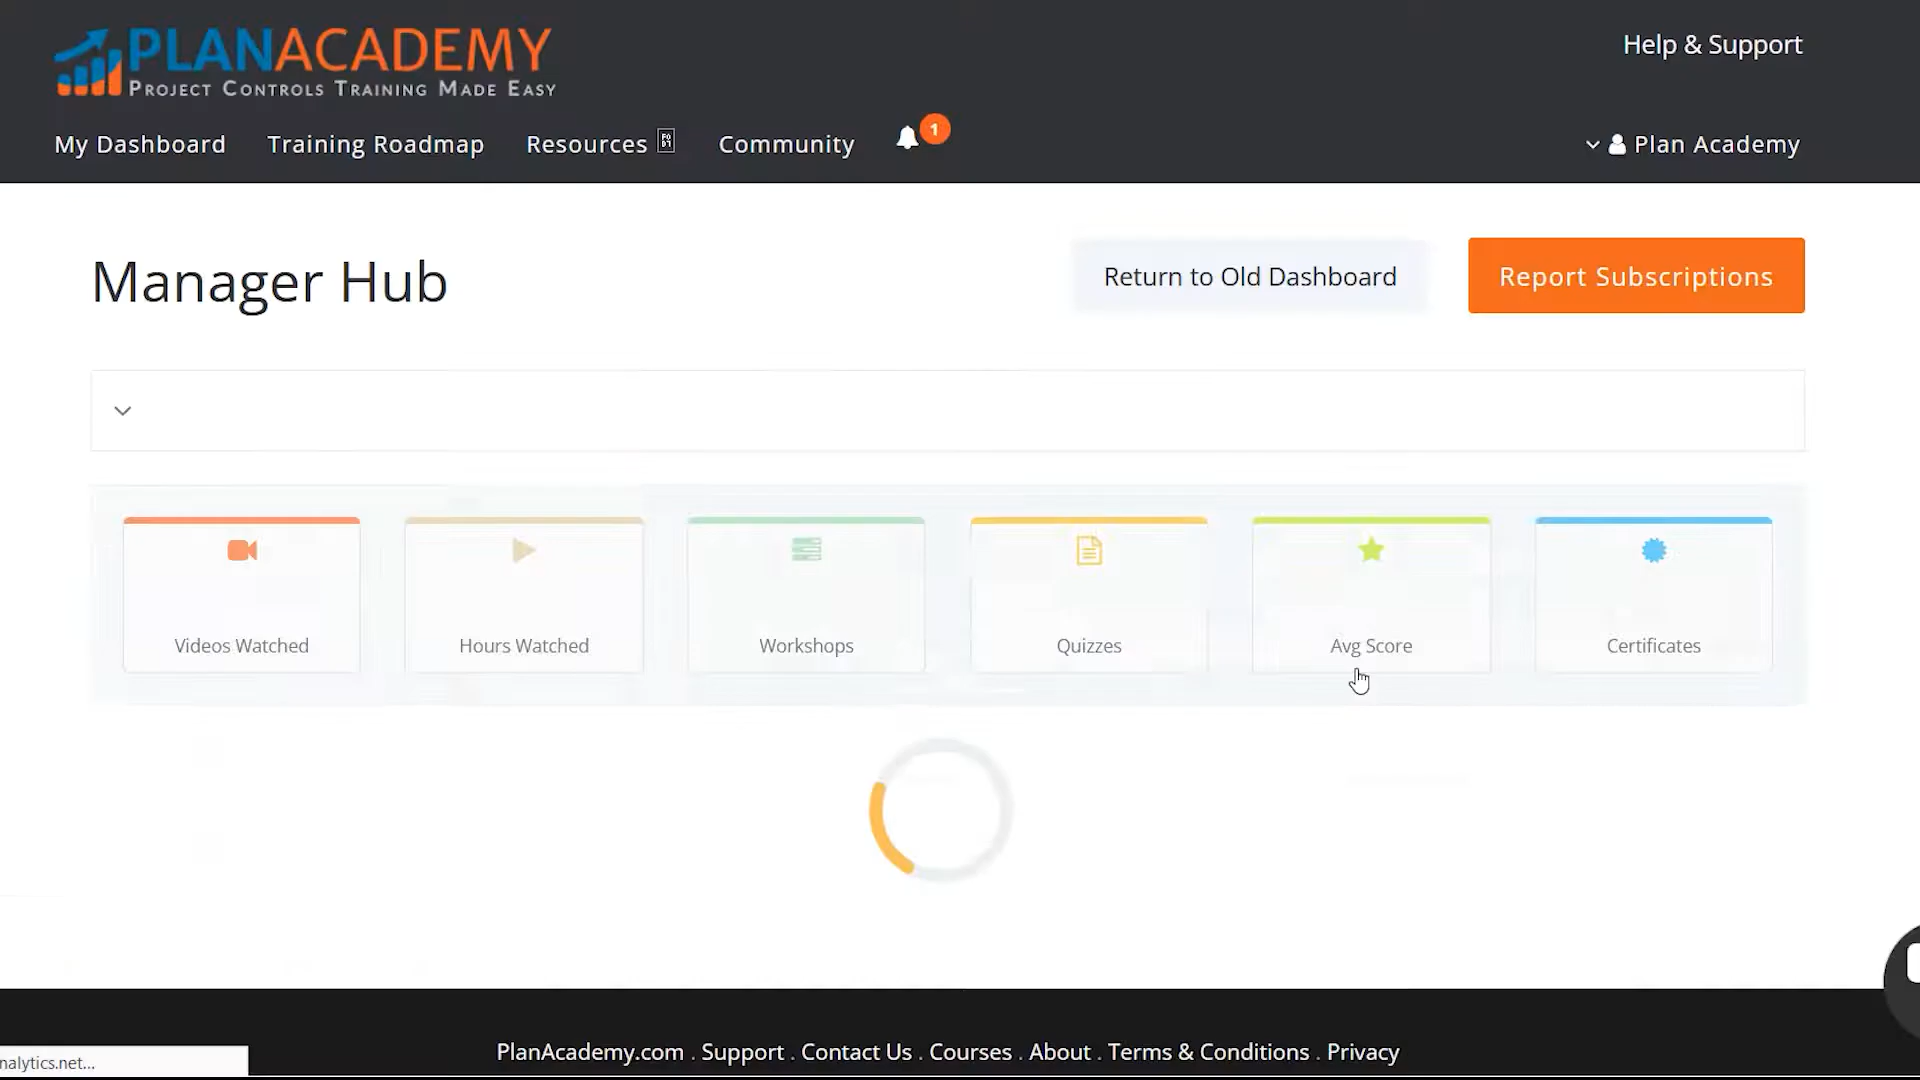 PLANACADEMY
PROJECT CONTROLS TRAINING MADE EASY
Help & Support
My Dashboard
Training Roadmap
Resources
Community
1
Plan Academy
Manager Hub
Return to Old Dashboard
Report Subscriptions
Videos Watched
Hours Watched
Workshops
Quizzes
Avg Score
Certificates
PlanAcademy.com . Support . Contact Us . Courses . About . Terms & Conditions . Privacy
nalytics.net...